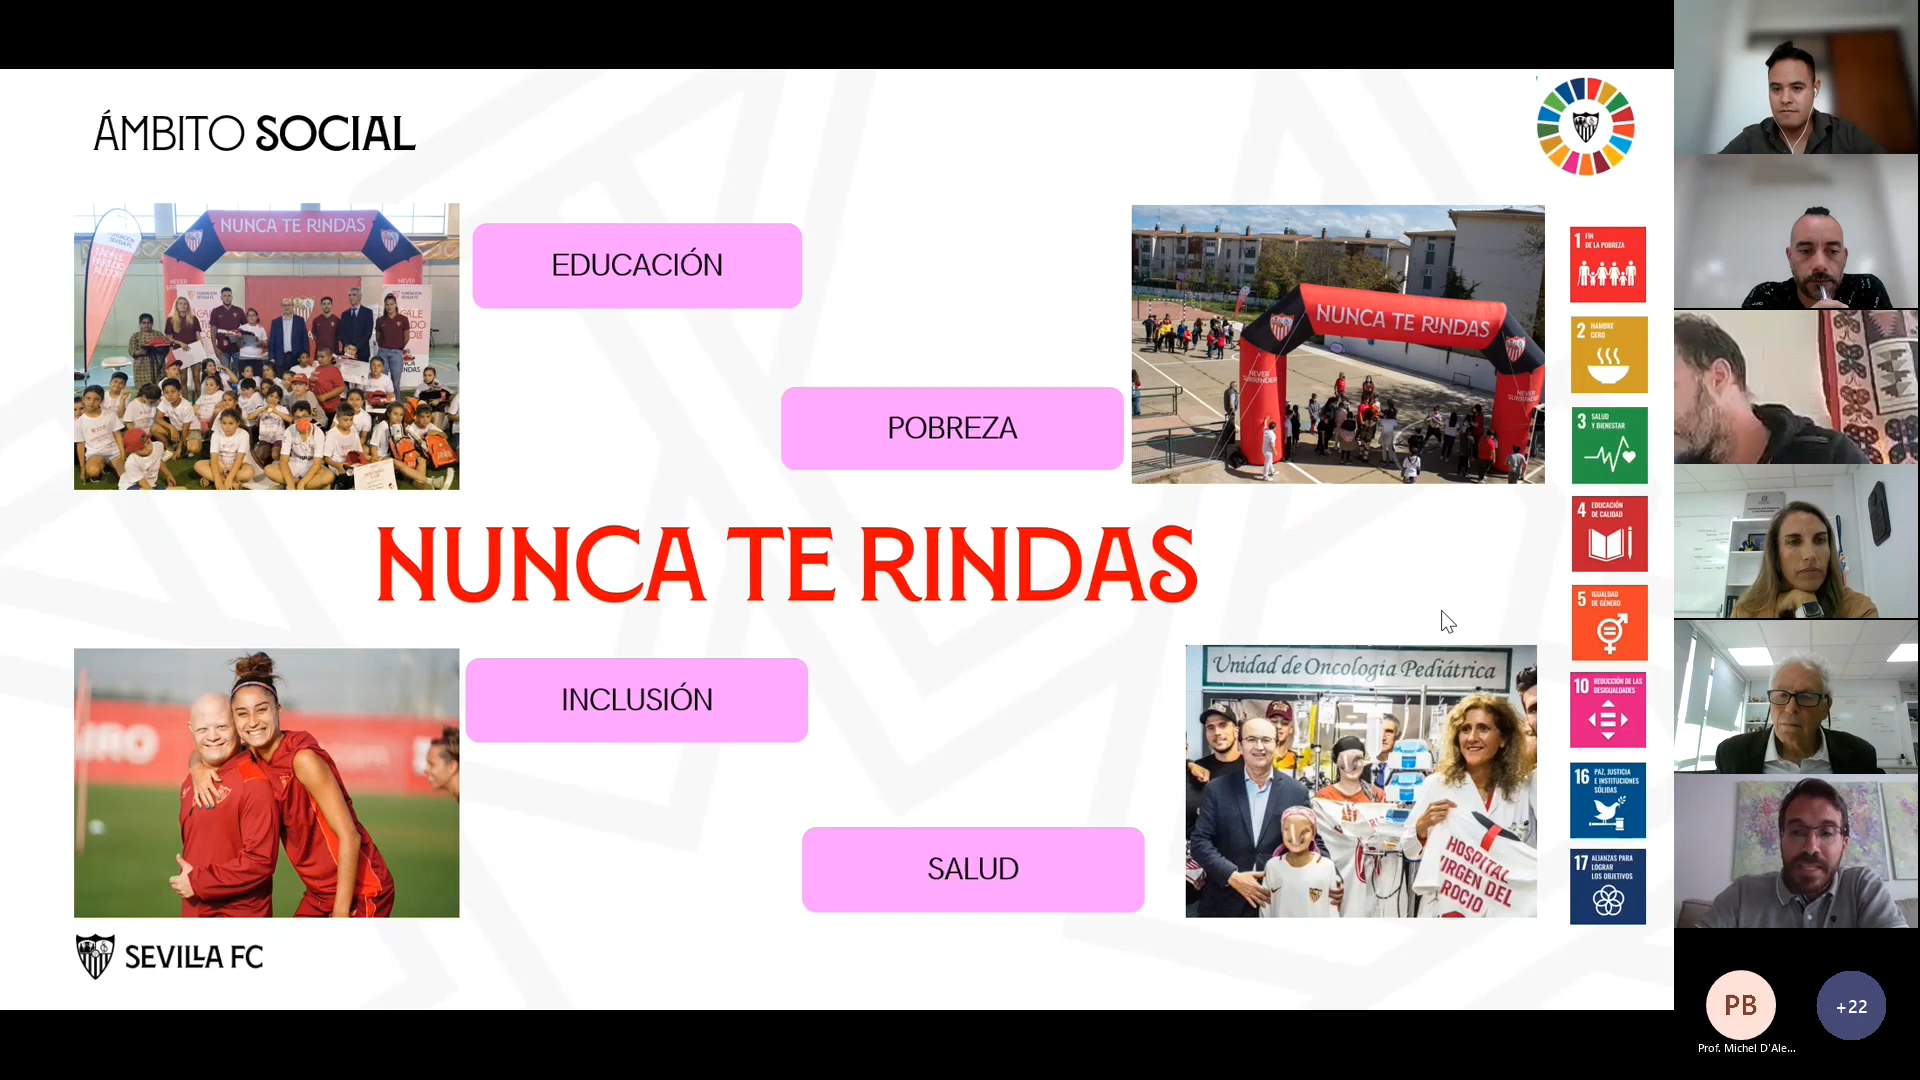 ÁMBITO SOCIAL
NUNCA TE RINDAS
EDUCACIÓN
NUNCA TE RINDAS
NEVER
SURRENDER
POBREZA
NUNCA TE RINDAS
INCLUSIÓN
Unidad de Oncología Pediátrica
HOSPITAL
VIRGEN DEL
ROCIO
SALUD
SEVILLA FC
1 FIN
DE LA POBREZA
2 HAMBRE
CERO
3 SALUD
Y BIENESTAR
4 EDUCACIÓN
DE CALIDAD
5 IGUALDAD
DE GÉNERO
10 REDUCCIÓN DE LAS
DESIGUALDADES
16 PAZ, JUSTICIA
E INSTITUCIONES
SÓLIDAS
17 ALIANZAS PARA
LOGRAR
LOS OBJETIVOS
PB
+22
Prof. Michel D'Ale...